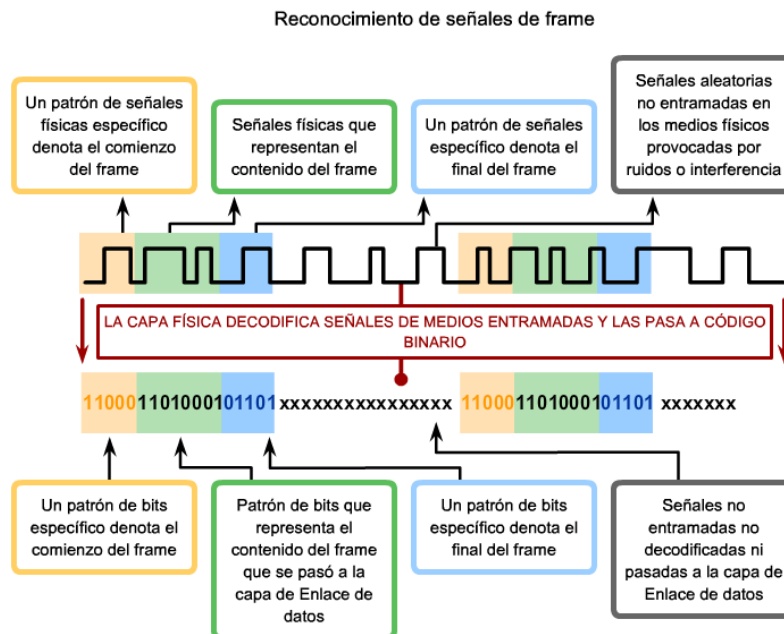 Reconocimiento de señales de frame
Un patrón de señales
físicas específico
denota el comienzo
del frame
Señales físicas que
representan el
contenido del frame
Un patrón de señales
específico denota el
final del frame
Señales aleatorias
no entramadas en
los medios físicos
provocadas por
ruidos o interferencia
LA CAPA FÍSICA DECODIFICA SEÑALES DE MEDIOS ENTRAMADAS Y LAS PASA A CÓDIGO
BINARIO
110001101000101101 xxxxxxxxxxxxxxxx 110001101000101101 xxxxxxx
Un patrón de bits
específico denota el
comienzo del frame
Patrón de bits que
representa el
contenido del frame
que se pasó a la
capa de Enlace de
datos
Un patrón de bits
específico denota el
final del frame
Señales no
entramadas no
decodificadas ni
pasadas a la capa de
Enlace de datos